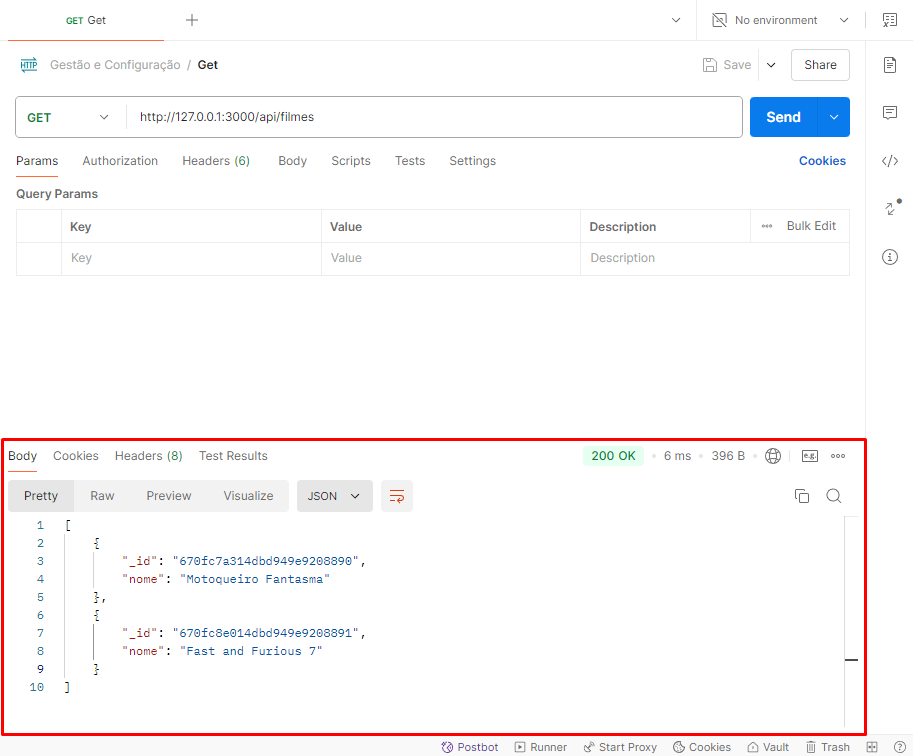 GET Get
No environment
HTTP Gestão e Configuração / Get
Save
Share
GET http://127.0.0.1:3000/api/filmes
Send
Params Authorization Headers (6) Body Scripts Tests Settings
Cookies
Query Params
Key Value Description ••• Bulk Edit
Key Value Description
Body Cookies Headers (8) Test Results
200 OK • 6 ms • 396 B • e.g. •••
Pretty Raw Preview Visualize JSON
1 [
2 {
3 "_id": "670fc7a314dbd949e9208890",
4 "nome": "Motoqueiro Fantasma"
5 },
6 {
7 "_id": "670fc8e014dbd949e9208891",
8 "nome": "Fast and Furious 7"
9 }
10 ]
Postbot Runner Start Proxy Cookies Vault Trash